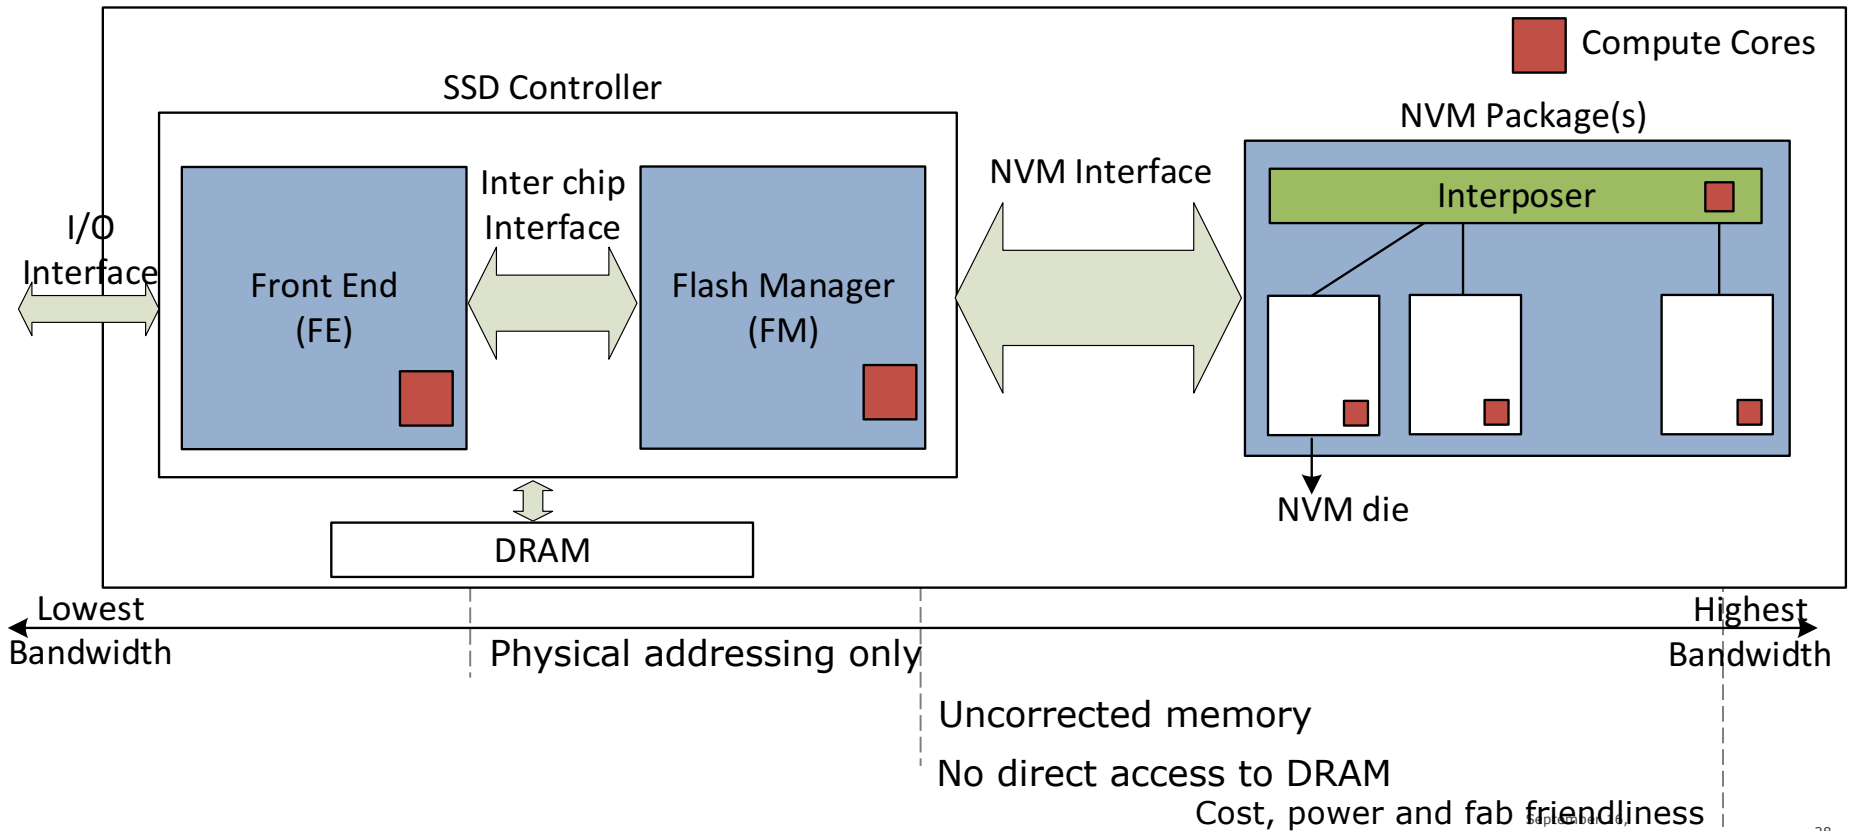 Compute Cores
SSD Controller
NVM Package(s)
Inter chip
Interface
NVM Interface
Interposer
I/O
Interface
Front End
(FE)
Flash Manager
(FM)
NVM die
DRAM
Lowest
Bandwidth
Highest
Bandwidth
Physical addressing only
Uncorrected memory
No direct access to DRAM
Cost, power and fab friendliness
September 16,